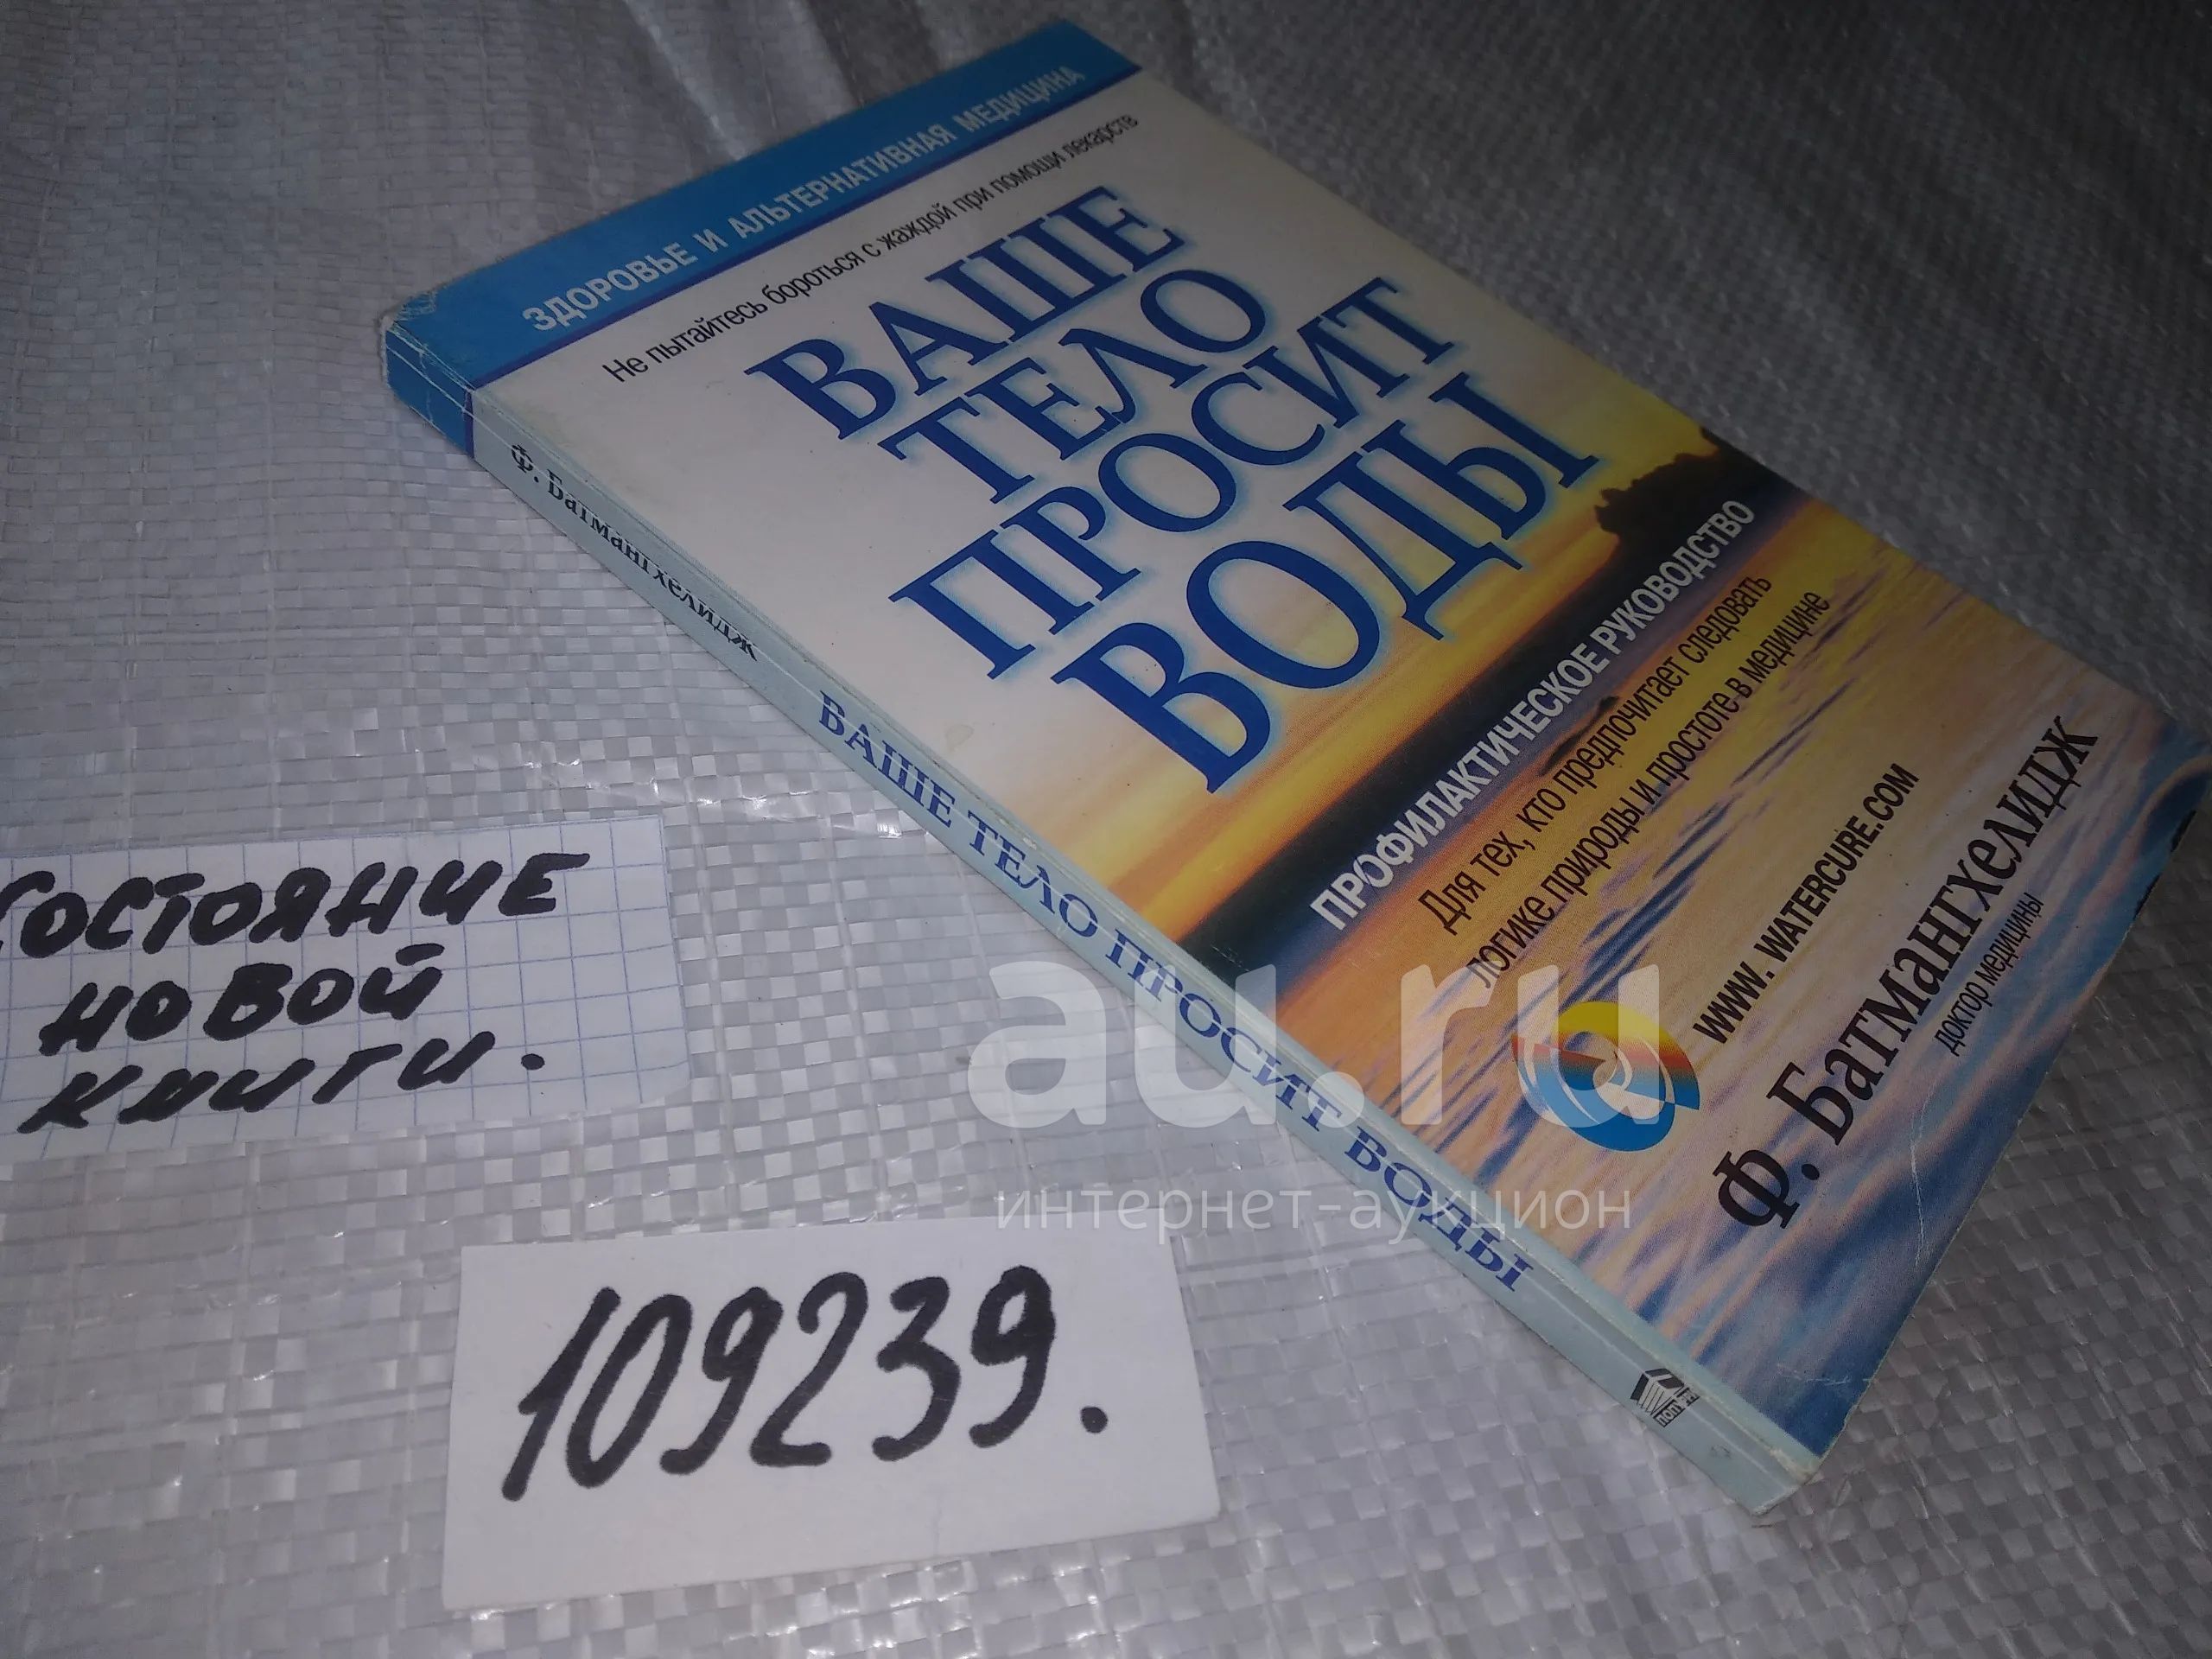 ЗДОРОВЬЕ И АЛЬТЕРНАТИВНАЯ МЕДИЦИНА
Не пытайтесь бороться с жаждой при помощи лекарств
ВАШЕ
ТЕЛО
ПРОСИТ
ВОДЫ
ПРОФИЛАКТИЧЕСКОЕ РУКОВОДСТВО
Для тех, кто предпочитает следовать
логике природы и простоте в медицине
WWW. WATERCURE.COM
Ф. Батмангхелидж
доктор медицины
Ф. Батмангхелидж
ВАШЕ ТЕЛО ПРОСИТ ВОДЫ
Состояние
новой
книги.
109239.
au.ru
интернет-аукцион